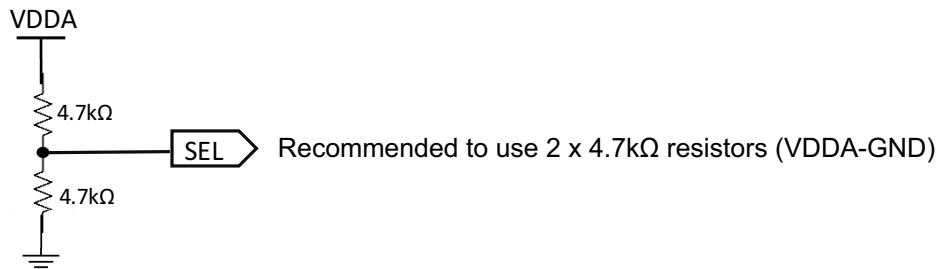 VDDA
4.7kΩ
SEL Recommended to use 2 x 4.7kΩ resistors (VDDA-GND)
4.7kΩ